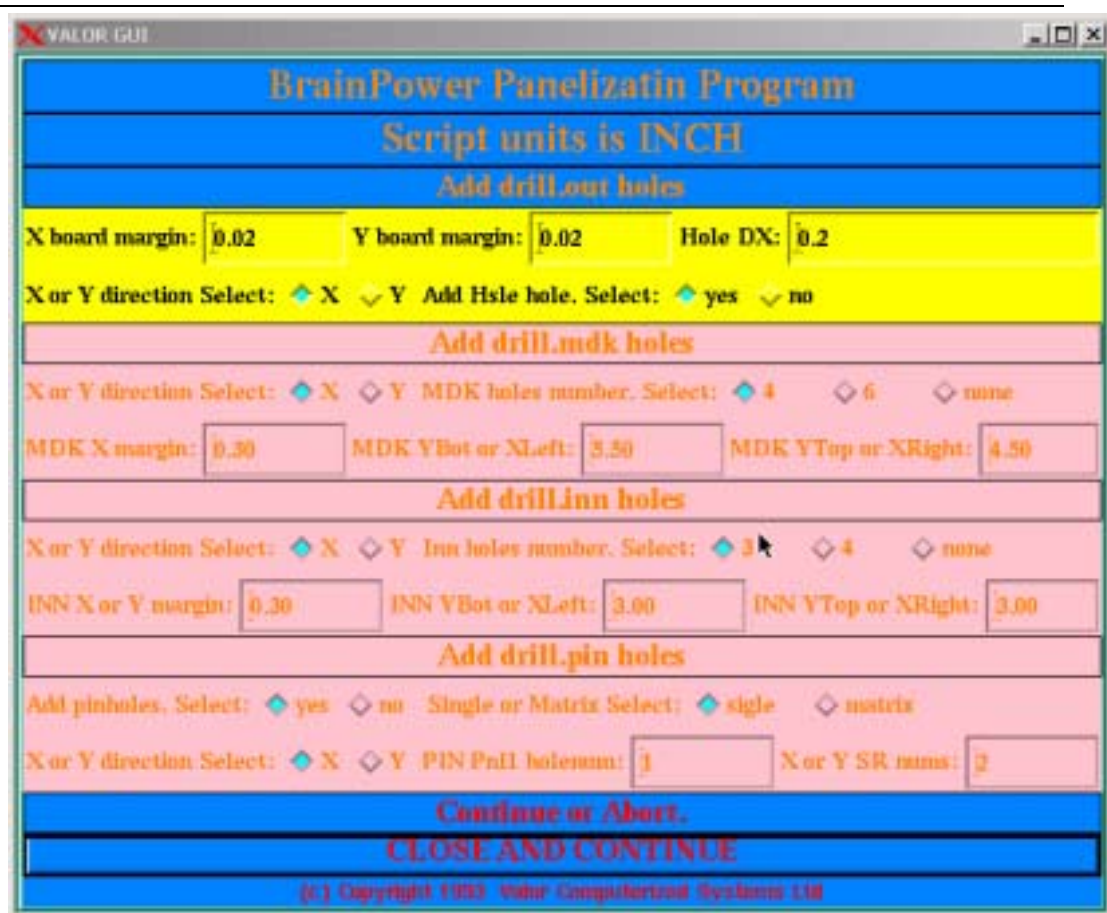 VALOR GUI
BrainPower Panelizatin Program
Script units is INCH
Add drill.out holes
X board margin: 0.02 Y board margin: 0.02 Hole DX: 0.2
X or Y direction Select: X Y Add Hsle hole. Select: yes no
Add drill.mdk holes
X or Y direction Select: X Y MDK holes number. Select: 4 6 none
MDK X margin: 0.30 MDK YBot or XLeft: 3.50 MDK YTop or XRight: 4.50
Add drill.inn holes
X or Y direction Select: X Y Inn holes number. Select: 3 4 none
INN X or Y margin: 0.30 INN YBot or XLeft: 3.00 INN YTop or XRight: 3.00
Add drill.pin holes
Add pinholes. Select: yes no Single or Matrix Select: sigle matrix
X or Y direction Select: X Y PIN Pnl1 holenum: 1 X or Y SR nums: 2
Continue or Abort.
CLOSE AND CONTINUE
(c) Copyright 1993 Valor Computerized Systems Ltd